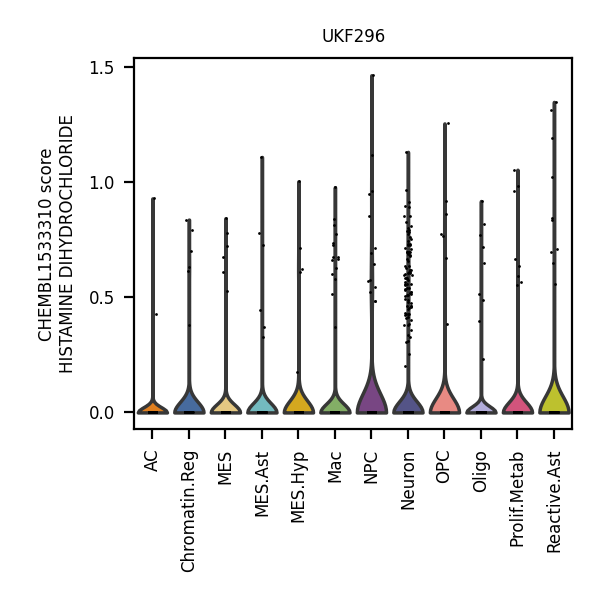 UKF296
CHEMBL1533310 score
HISTAMINE DIHYDROCHLORIDE
1.5
1.0
0.5
0.0
AC
Chromatin.Reg
MES
MES.Ast
MES.Hyp
Mac
NPC
Neuron
OPC
Oligo
Prolif.Metab
Reactive.Ast